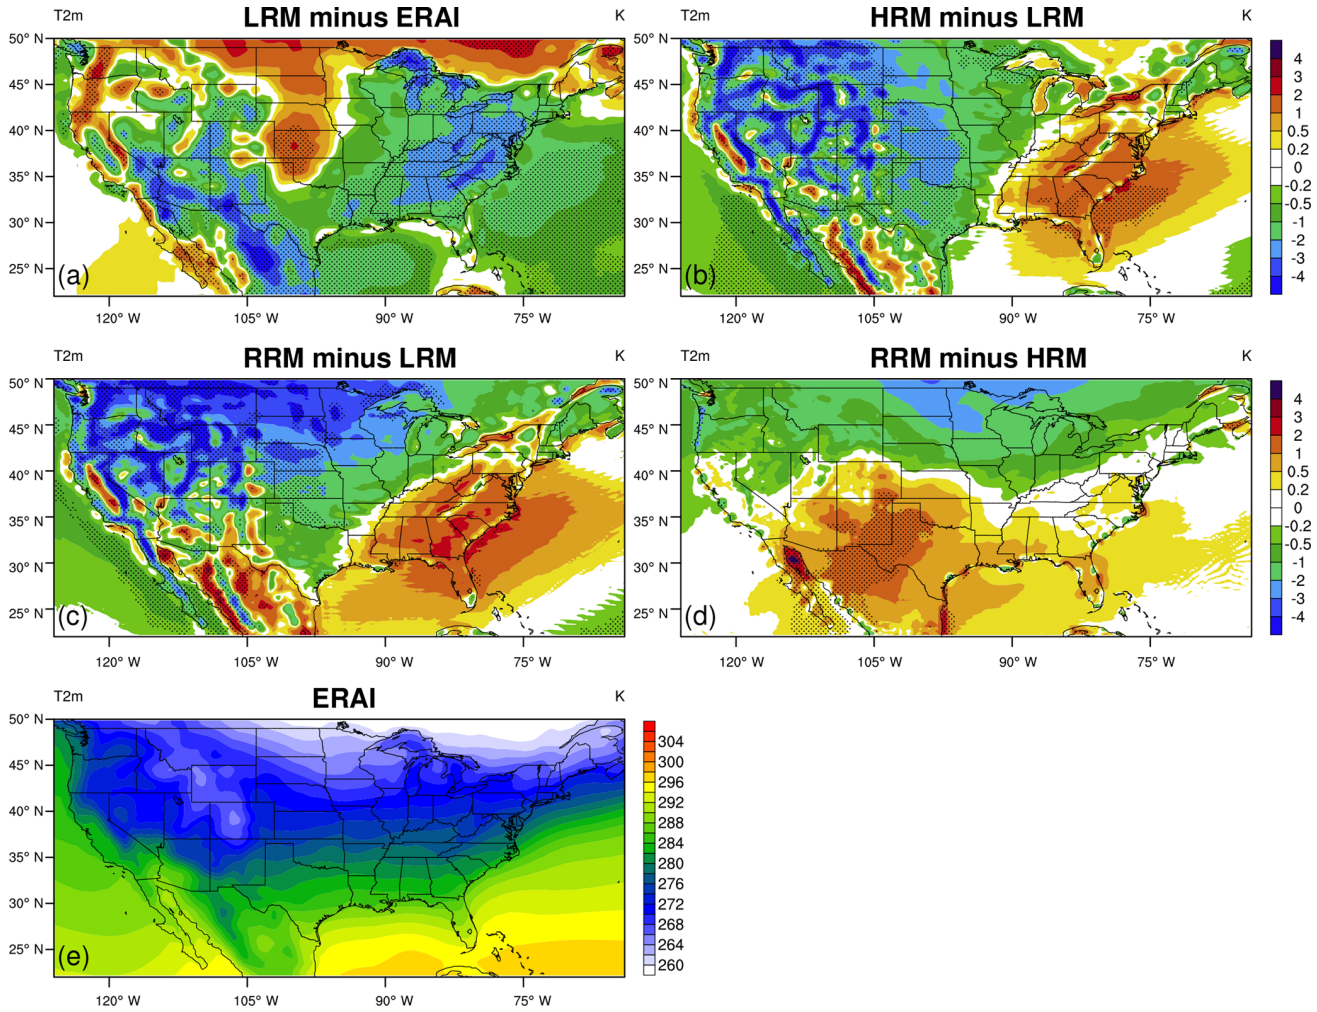 T2m LRM minus ERAI K
50° N
45° N
40° N
35° N
30° N
25° N
(a)
120° W 105° W 90° W 75° W
T2m HRM minus LRM K
50° N
45° N
40° N
35° N
30° N
25° N
(b)
120° W 105° W 90° W 75° W
4
3
2
1
0.5
0.2
0
-0.2
-0.5
-1
-2
-3
-4
T2m RRM minus LRM K
50° N
45° N
40° N
35° N
30° N
25° N
(c)
120° W 105° W 90° W 75° W
T2m RRM minus HRM K
50° N
45° N
40° N
35° N
30° N
25° N
(d)
120° W 105° W 90° W 75° W
4
3
2
1
0.5
0.2
0
-0.2
-0.5
-1
-2
-3
-4
T2m ERAI K
50° N
45° N
40° N
35° N
30° N
25° N
(e)
120° W 105° W 90° W 75° W
304
300
296
292
288
284
280
276
272
268
264
260